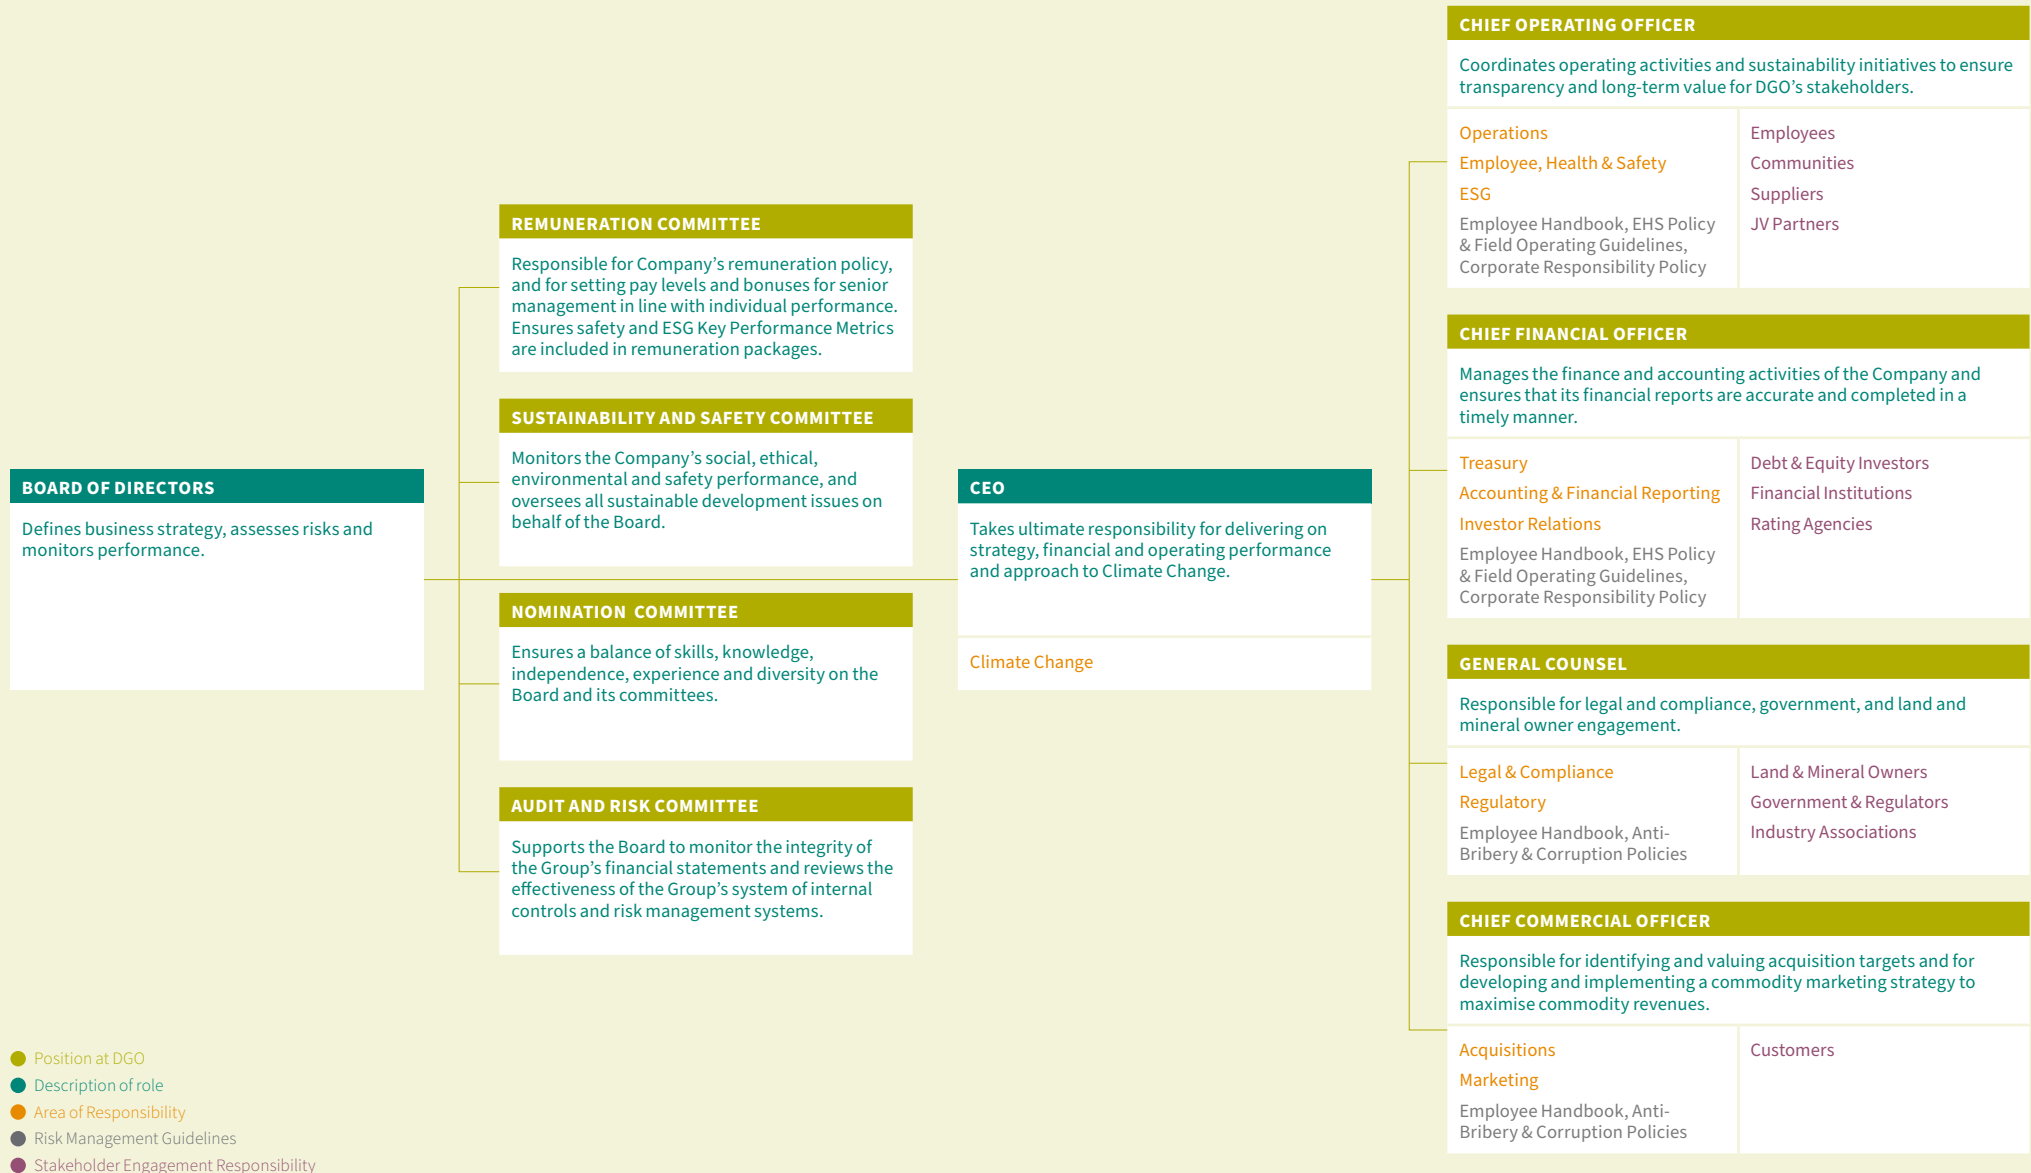 BOARD OF DIRECTORS
Defines business strategy, assesses risks and
monitors performance.
REMUNERATION COMMITTEE
Responsible for Company’s remuneration policy,
and for setting pay levels and bonuses for senior
management in line with individual performance.
Ensures safety and ESG Key Performance Metrics
are included in remuneration packages.
SUSTAINABILITY AND SAFETY COMMITTEE
Monitors the Company’s social, ethical,
environmental and safety performance, and
oversees all sustainable development issues on
behalf of the Board.
NOMINATION COMMITTEE
Ensures a balance of skills, knowledge,
independence, experience and diversity on the
Board and its committees.
AUDIT AND RISK COMMITTEE
Supports the Board to monitor the integrity of
the Group’s financial statements and reviews the
effectiveness of the Group’s system of internal
controls and risk management systems.
CEO
Takes ultimate responsibility for delivering on
strategy, financial and operating performance
and approach to Climate Change.
Climate Change
CHIEF OPERATING OFFICER
Coordinates operating activities and sustainability initiatives to ensure
transparency and long-term value for DGO’s stakeholders.
Operations
Employee, Health & Safety
ESG
Employee Handbook, EHS Policy
& Field Operating Guidelines,
Corporate Responsibility Policy
Employees
Communities
Suppliers
JV Partners
CHIEF FINANCIAL OFFICER
Manages the finance and accounting activities of the Company and
ensures that its financial reports are accurate and completed in a
timely manner.
Treasury
Accounting & Financial Reporting
Investor Relations
Employee Handbook, EHS Policy
& Field Operating Guidelines,
Corporate Responsibility Policy
Debt & Equity Investors
Financial Institutions
Rating Agencies
GENERAL COUNSEL
Responsible for legal and compliance, government, and land and
mineral owner engagement.
Legal & Compliance
Regulatory
Employee Handbook, Anti-
Bribery & Corruption Policies
Land & Mineral Owners
Government & Regulators
Industry Associations
CHIEF COMMERCIAL OFFICER
Responsible for identifying and valuing acquisition targets and for
developing and implementing a commodity marketing strategy to
maximise commodity revenues.
Acquisitions
Marketing
Employee Handbook, Anti-
Bribery & Corruption Policies
Customers
Position at DGO
Description of role
Area of Responsibility
Risk Management Guidelines
Stakeholder Engagement Responsibility